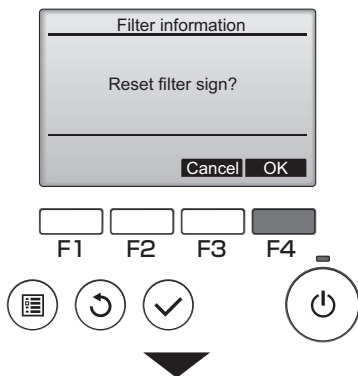 Filter information
Reset filter sign?
Cancel OK
F1 F2 F3 F4